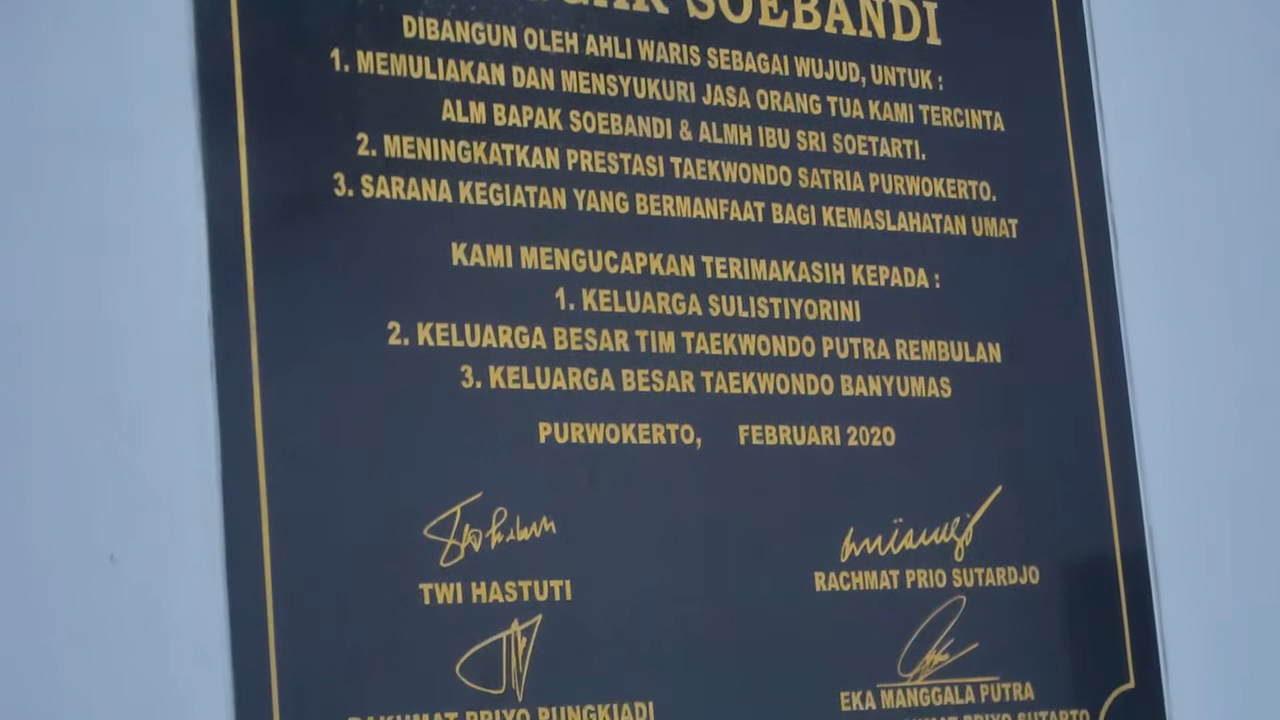 SOEBANDI
DIBANGUN OLEH AHLI WARIS SEBAGAI WUJUD, UNTUK :
1. MEMULIAKAN DAN MENSYUKURI JASA ORANG TUA KAMI TERCINTA
ALM BAPAK SOEBANDI & ALMH IBU SRI SOETARTI.
2. MENINGKATKAN PRESTASI TAEKWONDO SATRIA PURWOKERTO.
3. SARANA KEGIATAN YANG BERMANFAAT BAGI KEMASLAHATAN UMAT
KAMI MENGUCAPKAN TERIMAKASIH KEPADA :
1. KELUARGA SULISTIYORINI
2. KELUARGA BESAR TIM TAEKWONDO PUTRA REMBULAN
3. KELUARGA BESAR TAEKWONDO BANYUMAS
PURWOKERTO, FEBRUARI 2020
TWI HASTUTI
RACHMAT PRIO SUTARDJO
EKA MANGGALA PUTRA
PRIYO PUNGKIADI
PRIYO SUTARTO